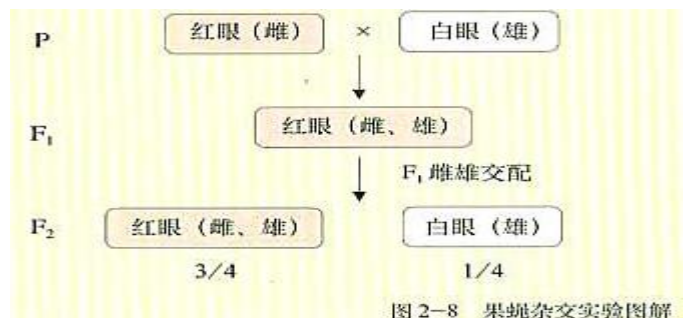 P 红眼(雌) × 白眼(雄)
F₁ 红眼(雌、雄)
F₁雌雄交配
F₂ 红眼(雌、雄) 白眼(雄)
3/4 1/4
图2-8 果蝇杂交实验图解